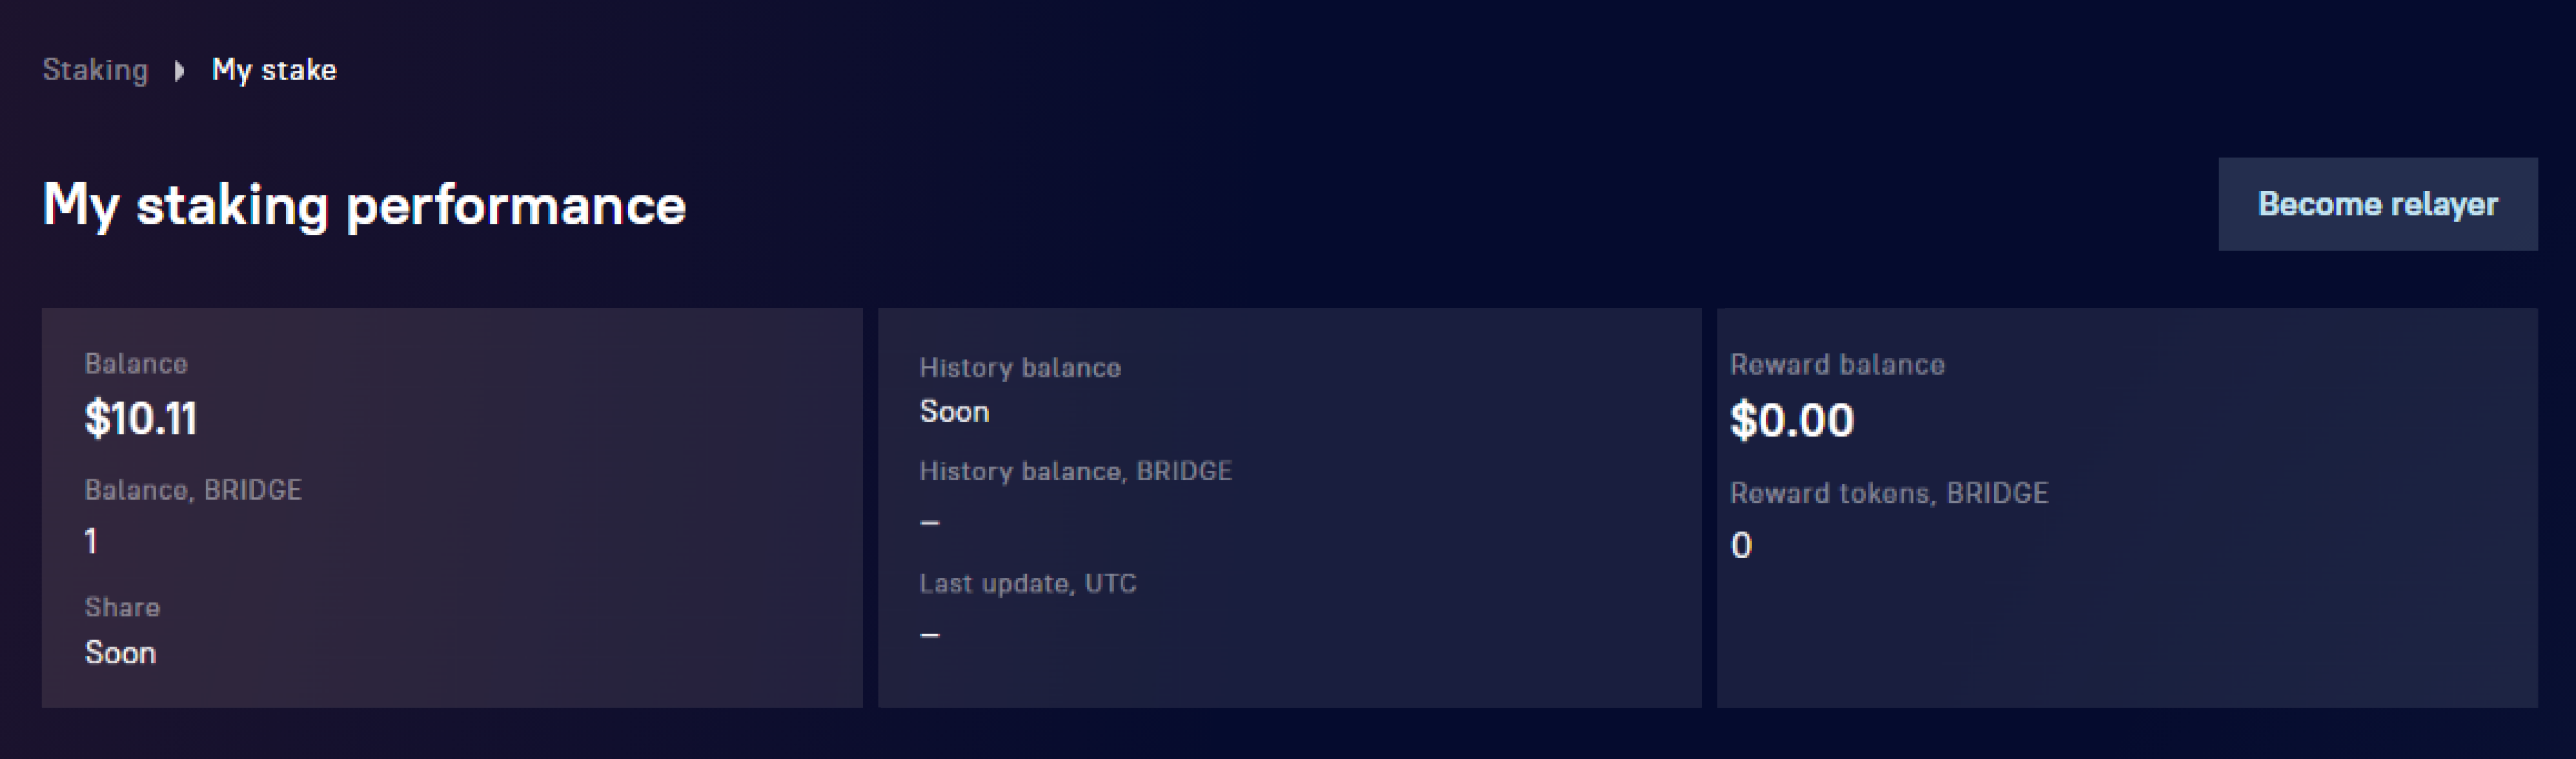 Staking My stake
My staking performance
Become relayer
Balance
$10.11
Balance, BRIDGE
1
Share
Soon
History balance
Soon
History balance, BRIDGE
—
Last update, UTC
—
Reward balance
$0.00
Reward tokens, BRIDGE
0